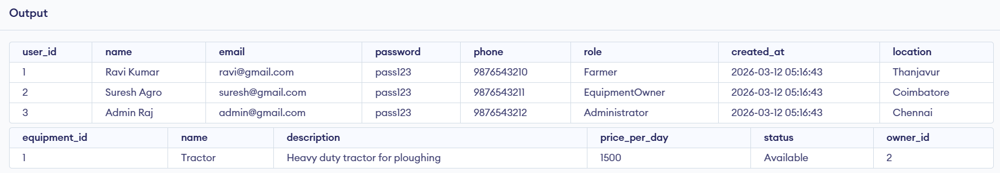 Output
user_id name email password phone role created_at location
1 Ravi Kumar ravi@gmail.com pass123 9876543210 Farmer 2026-03-12 05:16:43 Thanjavur
2 Suresh Agro suresh@gmail.com pass123 9876543211 EquipmentOwner 2026-03-12 05:16:43 Coimbatore
3 Admin Raj admin@gmail.com pass123 9876543212 Administrator 2026-03-12 05:16:43 Chennai
equipment_id name description price_per_day status owner_id
1 Tractor Heavy duty tractor for ploughing 1500 Available 2